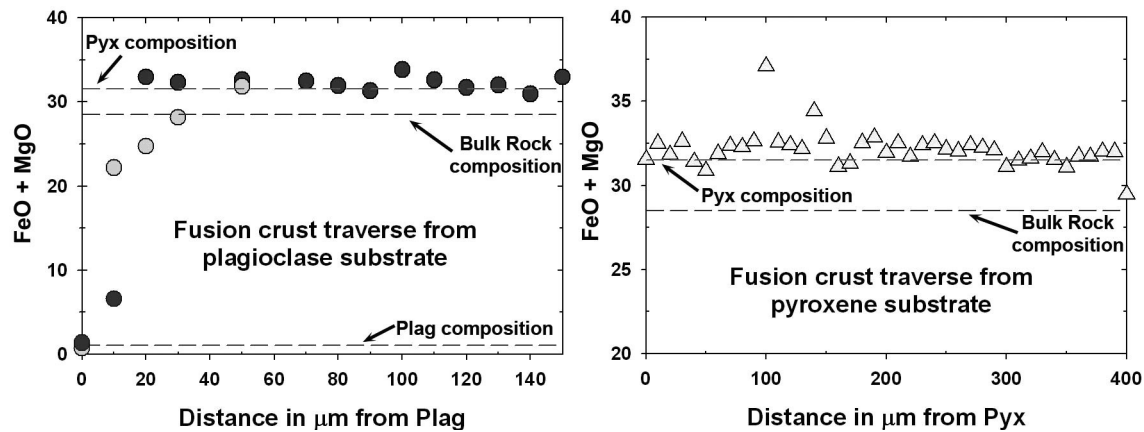 40
30
20
10
0
FeO + MgO
Pyx composition
Bulk Rock
composition
Fusion crust traverse from
plagioclase substrate
Plag composition
0 20 40 60 80 100 120 140
Distance in μm from Plag
40
35
30
25
20
FeO + MgO
Pyx composition
Bulk Rock
composition
Fusion crust traverse from
pyroxene substrate
0 100 200 300 400
Distance in μm from Pyx